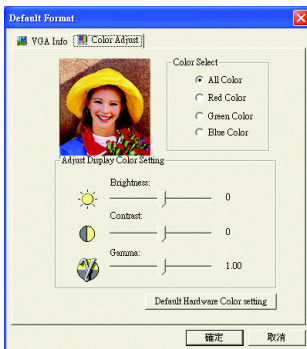 Default Format
VGA Info
Color Adjust
Color Select
All Color
Red Color
Green Color
Blue Color
Adjust Display Color Setting
Brightness:
0
Contrast:
0
Gamma:
1.00
Default Hardware Color setting
確定
取消